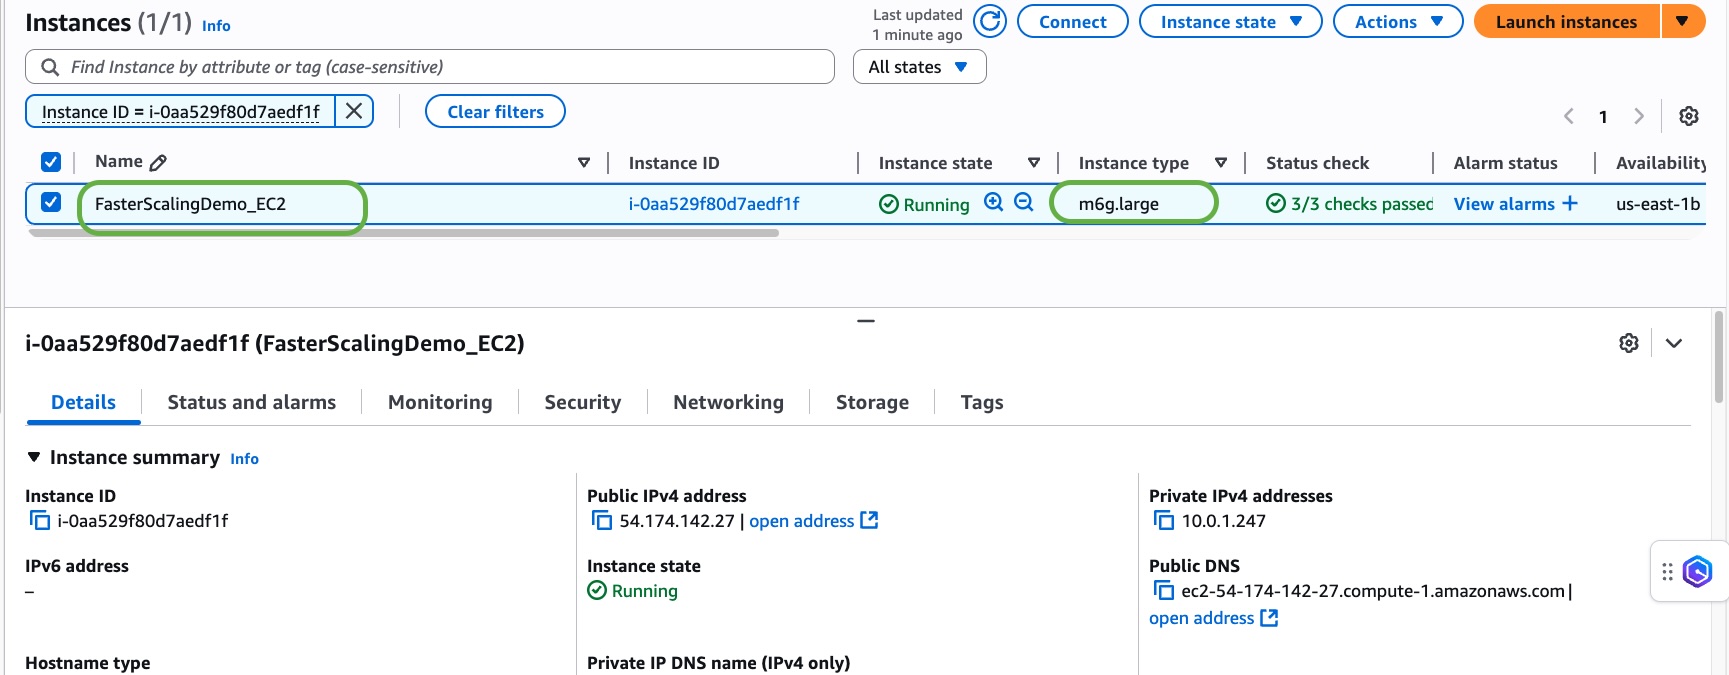 Instances (1/1) Info
Last updated
1 minute ago
Connect
Instance state
Actions
Launch instances
Find Instance by attribute or tag (case-sensitive)
All states
Instance ID = i-0aa529f80d7aedf1f
Clear filters
1
Name
Instance ID
Instance state
Instance type
Status check
Alarm status
Availability
FasterScalingDemo_EC2
i-0aa529f80d7aedf1f
Running
m6g.large
3/3 checks passed
View alarms +
us-east-1b
i-0aa529f80d7aedf1f (FasterScalingDemo_EC2)
Details
Status and alarms
Monitoring
Security
Networking
Storage
Tags
Instance summary Info
Instance ID
i-0aa529f80d7aedf1f
Public IPv4 address
54.174.142.27 | open address
Private IPv4 addresses
10.0.1.247
IPv6 address
–
Instance state
Running
Public DNS
ec2-54-174-142-27.compute-1.amazonaws.com |
open address
Hostname type
Private IP DNS name (IPv4 only)